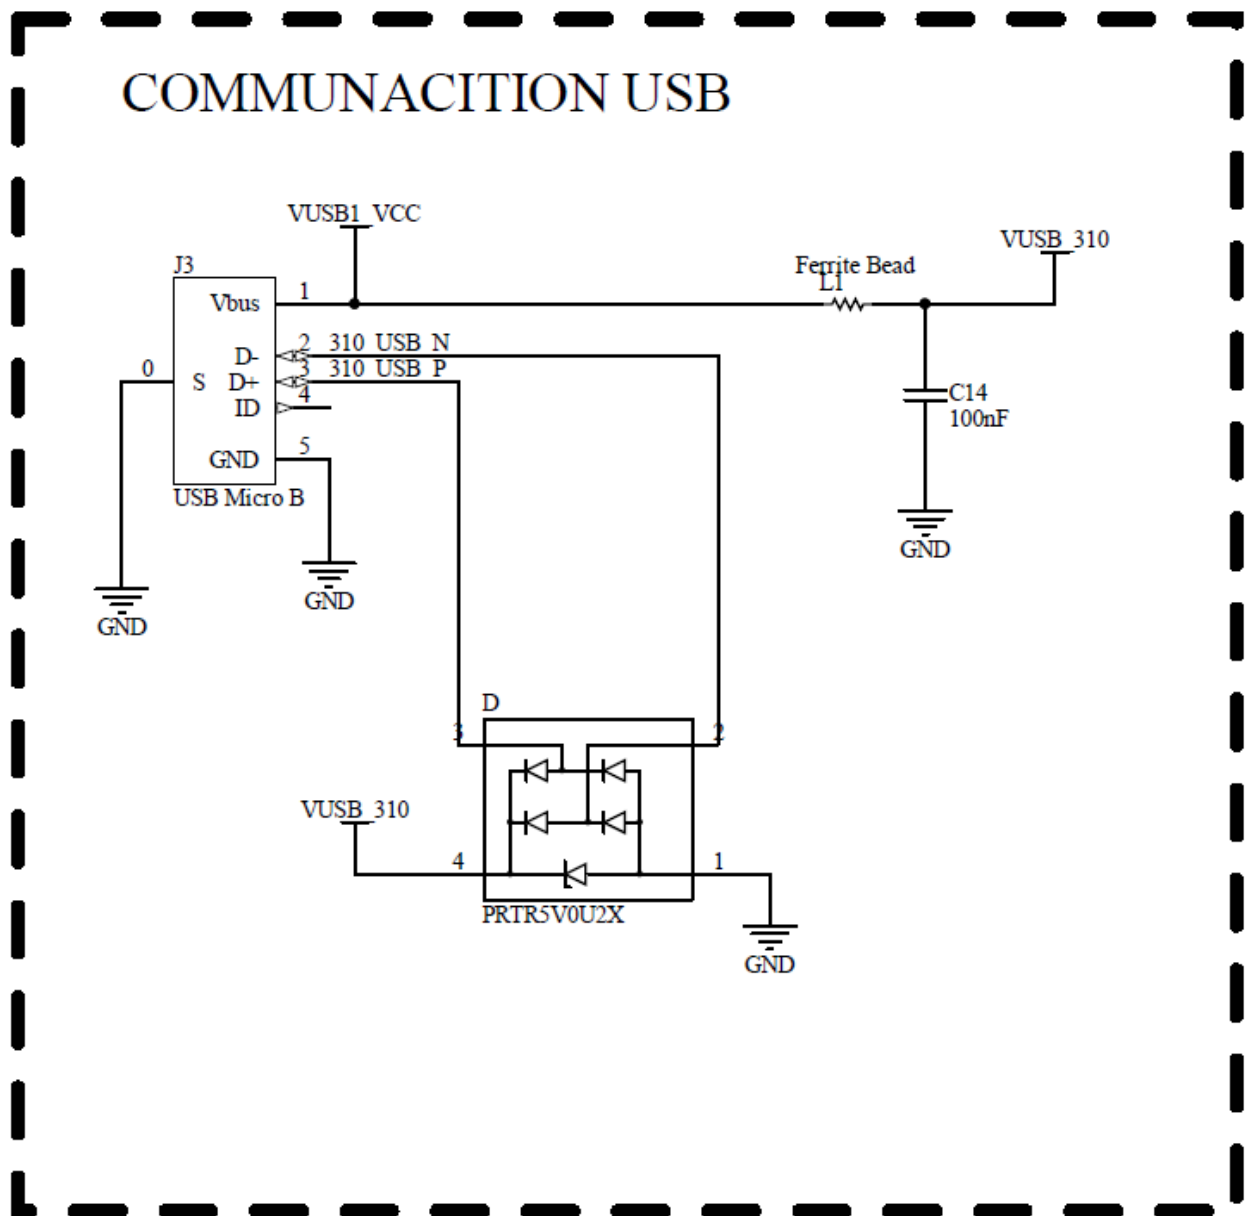 COMMUNACITION USB
VUSB1_VCC
VUSB_310
Ferrite Bead
L1
J3
Vbus
1
D-
2
310_USB_N
0
S
D+
3
310_USB_P
ID
4
GND
5
USB Micro B
C14
100nF
GND
GND
GND
D
3
2
VUSB_310
4
1
PRTR5V0U2X
GND